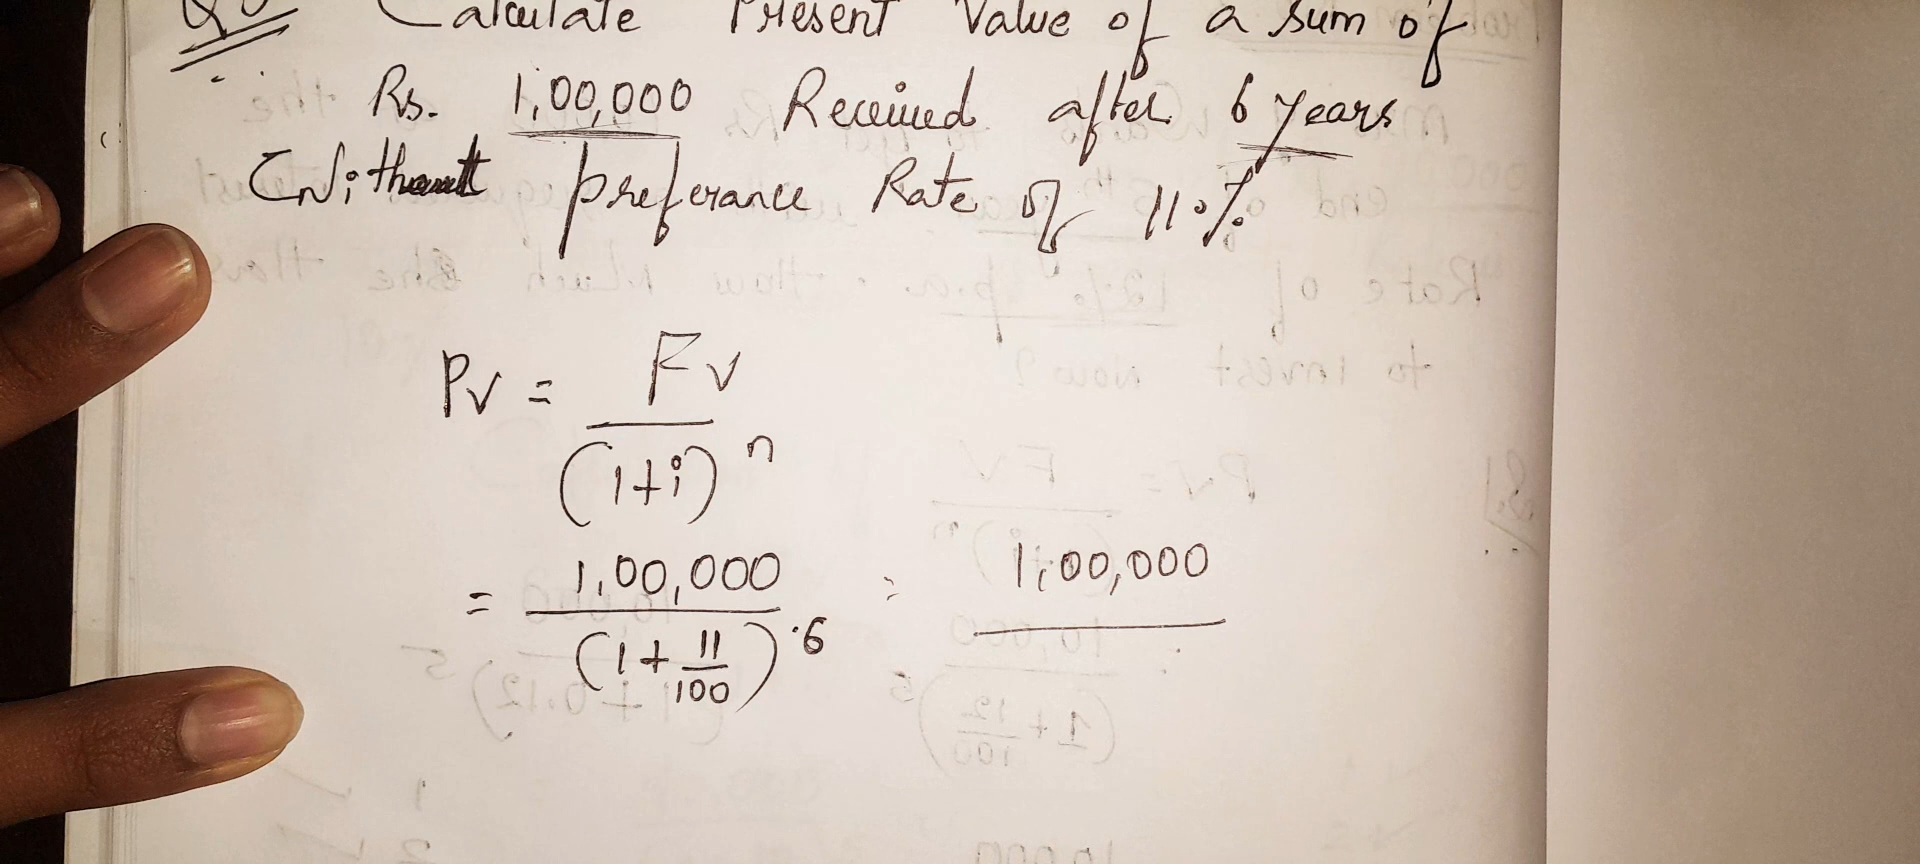 Calculate Present Value of a sum of
Rs. 1,00,000 Received after 6 years
With preferance Rate of 11%
PV = FV
(1+i)^n
= 1,00,000 = 1,00,000
(1 + 11/100)^6